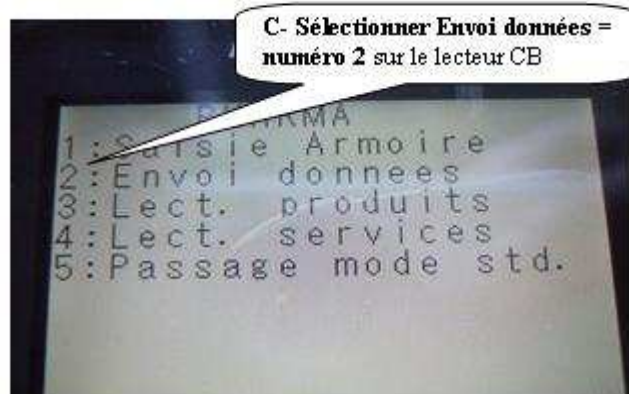 C- Sélectionner Envoi données =
numéro 2 sur le lecteur CB
1:Saisie Armoire
2:Envoi donnees
3:Lect. produits
4:Lect. services
5:Passage mode std.